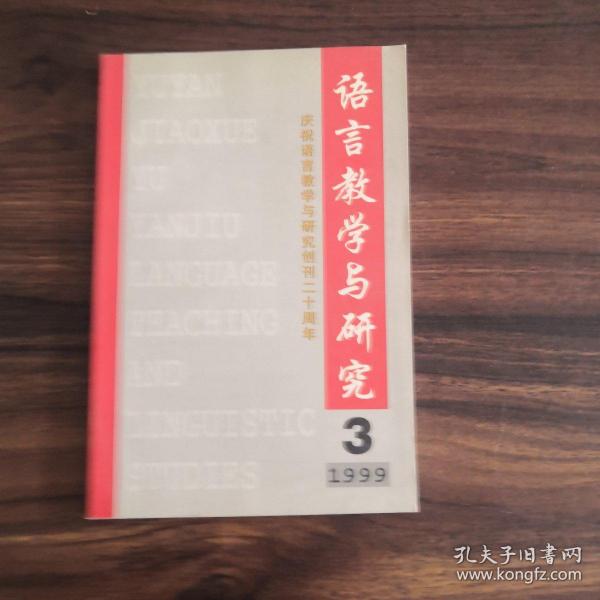 语言教学与研究
庆祝语言教学与研究创刊二十周年
YUYAN
JIAOXUE
YU
YANJIU
LANGUAGE
TEACHING
AND
LINGUISTIC
STUDIES
3
1999
孔夫子旧书网
www.kongfz.com